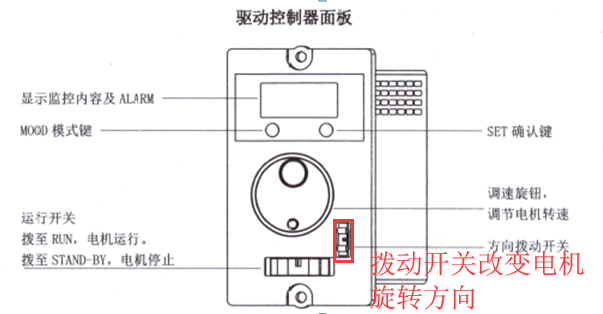 驱动控制器面板
显示监控内容及 ALARM
MOOD 模式键
SET 确认键
调速旋钮，
调节电机转速
运行开关
拨至 RUN，电机运行。
拨至 STAND-BY，电机停止
方向拨动开关
拨动开关改变电机
旋转方向